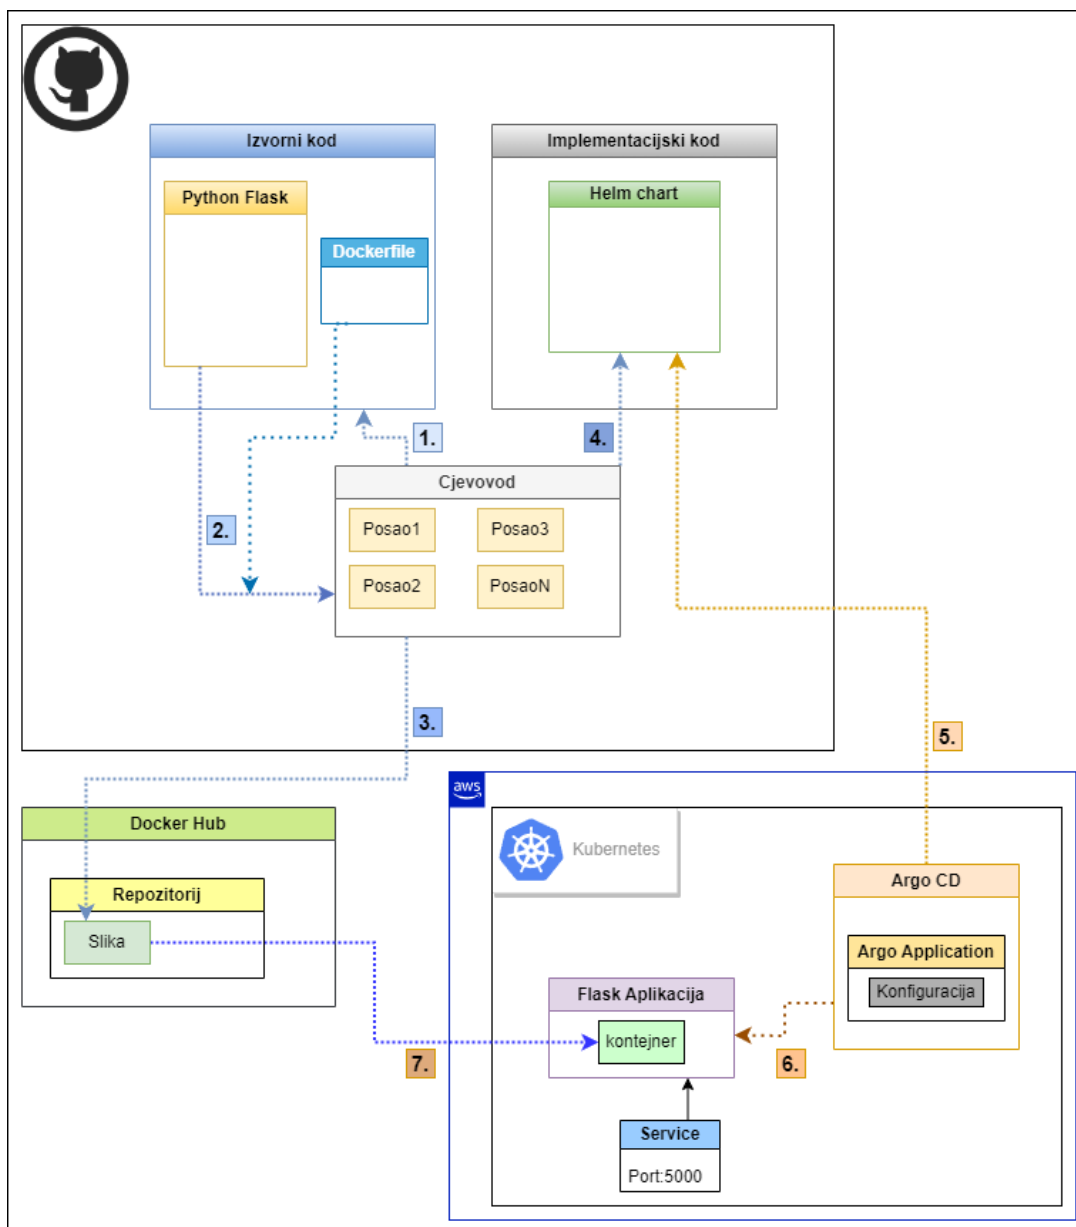 Izvorni kod
Implementacijski kod
Python Flask
Helm chart
Dockerfile
1.
4.
Cjevovod
2.
Posao1
Posao3
Posao2
PosaoN
3.
5.
aws
Docker Hub
Kubernetes
Argo CD
Repozitorij
Slika
Argo Application
Konfiguracija
Flask Aplikacija
kontejner
7.
6.
Service
Port:5000